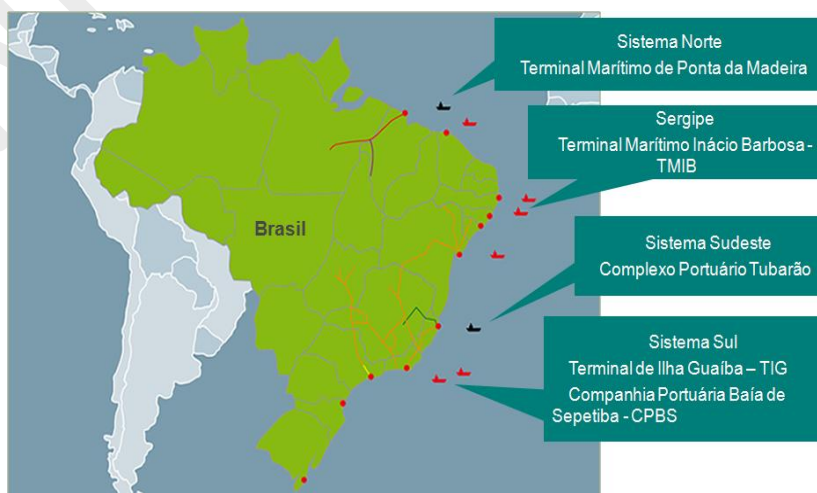 Sistema Norte
Terminal Marítimo de Ponta da Madeira
Sergipe
Terminal Marítimo Inácio Barbosa -
TMIB
Brasil
Sistema Sudeste
Complexo Portuário Tubarão
Sistema Sul
Terminal de Ilha Guaíba – TIG
Companhia Portuária Baía de
Sepetiba - CPBS